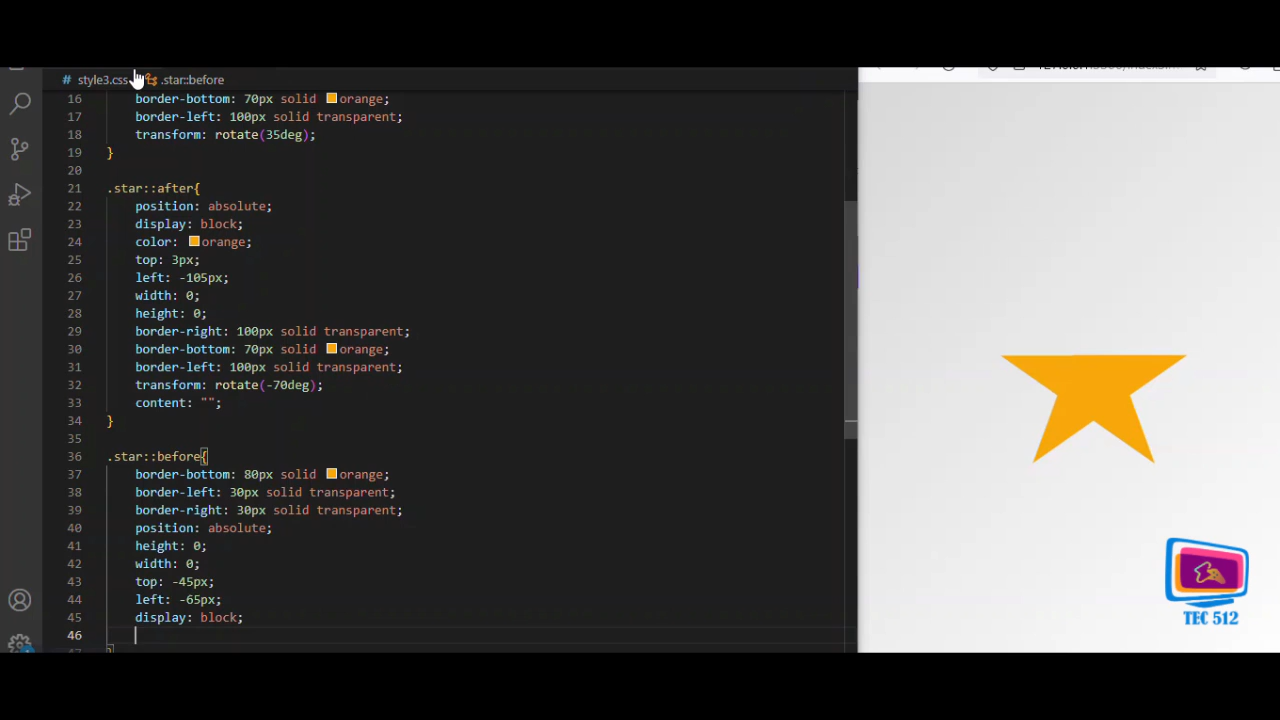 style3.css .star::before
16 border-bottom: 70px solid orange;
17 border-left: 100px solid transparent;
18 transform: rotate(35deg);
19 }
20
21 .star::after{
22 position: absolute;
23 display: block;
24 color: orange;
25 top: 3px;
26 left: -105px;
27 width: 0;
28 height: 0;
29 border-right: 100px solid transparent;
30 border-bottom: 70px solid orange;
31 border-left: 100px solid transparent;
32 transform: rotate(-70deg);
33 content: "";
34 }
35
36 .star::before{
37 border-bottom: 80px solid orange;
38 border-left: 30px solid transparent;
39 border-right: 30px solid transparent;
40 position: absolute;
41 height: 0;
42 width: 0;
43 top: -45px;
44 left: -65px;
45 display: block;
46
TEC 512